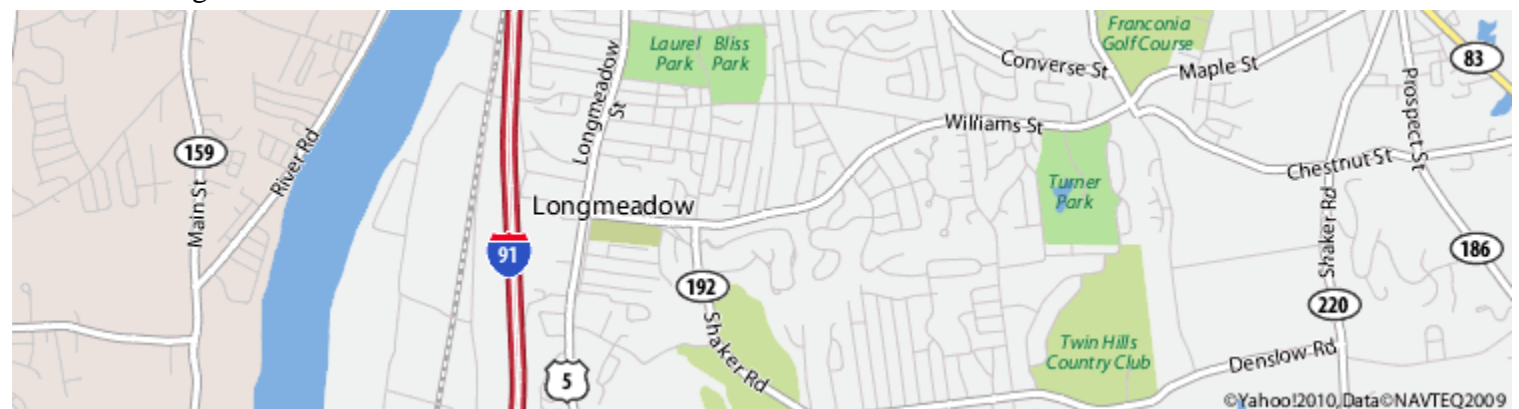 Laurel Park
Bliss Park
Franconia
Golf Course
Converse St
Maple St
83
Longmeadow St
Williams St
Prospect St
159
River Rd
Main St
Chestnut St
Turner
Park
Longmeadow
Shaker Rd
91
186
192
220
Shaker Rd
Twin Hills
Country Club
Denslow Rd
5
©Yahoo!2010,Data©NAVTEQ2009